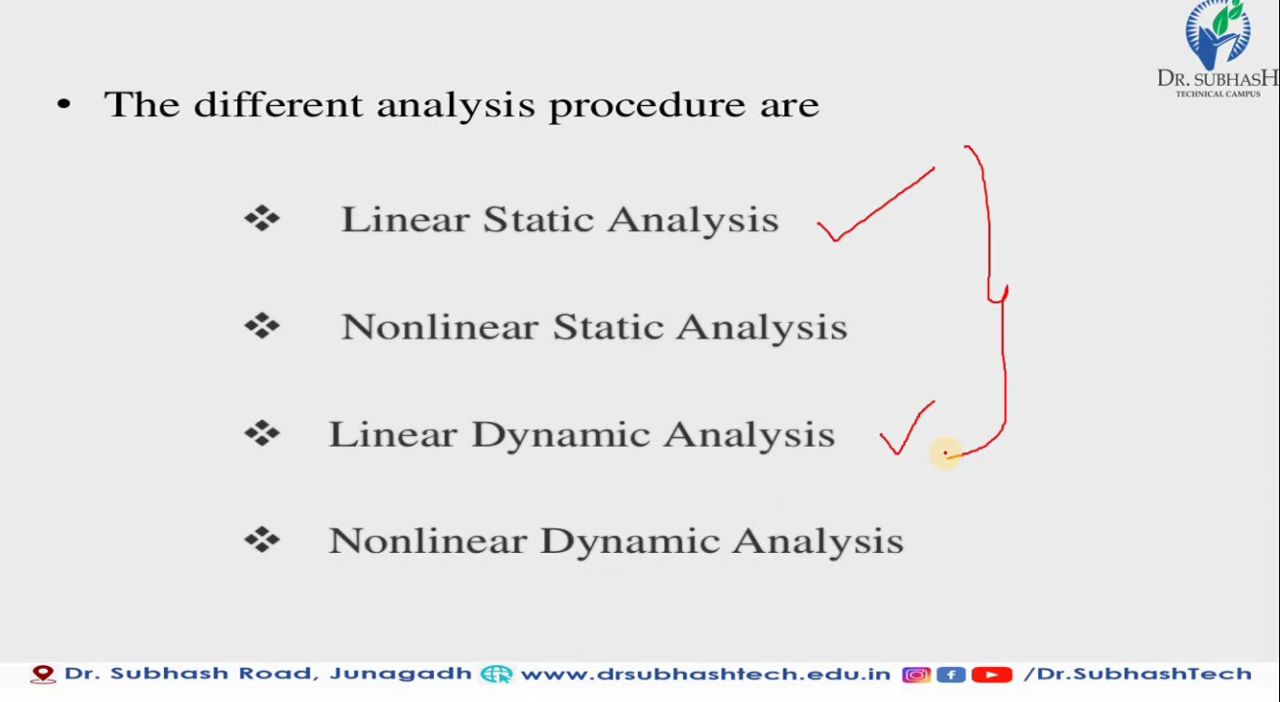 DR. SUBHASH
TECHNICAL CAMPUS
• The different analysis procedure are
❖ Linear Static Analysis
❖ Nonlinear Static Analysis
❖ Linear Dynamic Analysis
❖ Nonlinear Dynamic Analysis
Dr. Subhash Road, Junagadh www.drsubhashtech.edu.in /Dr.SubhashTech